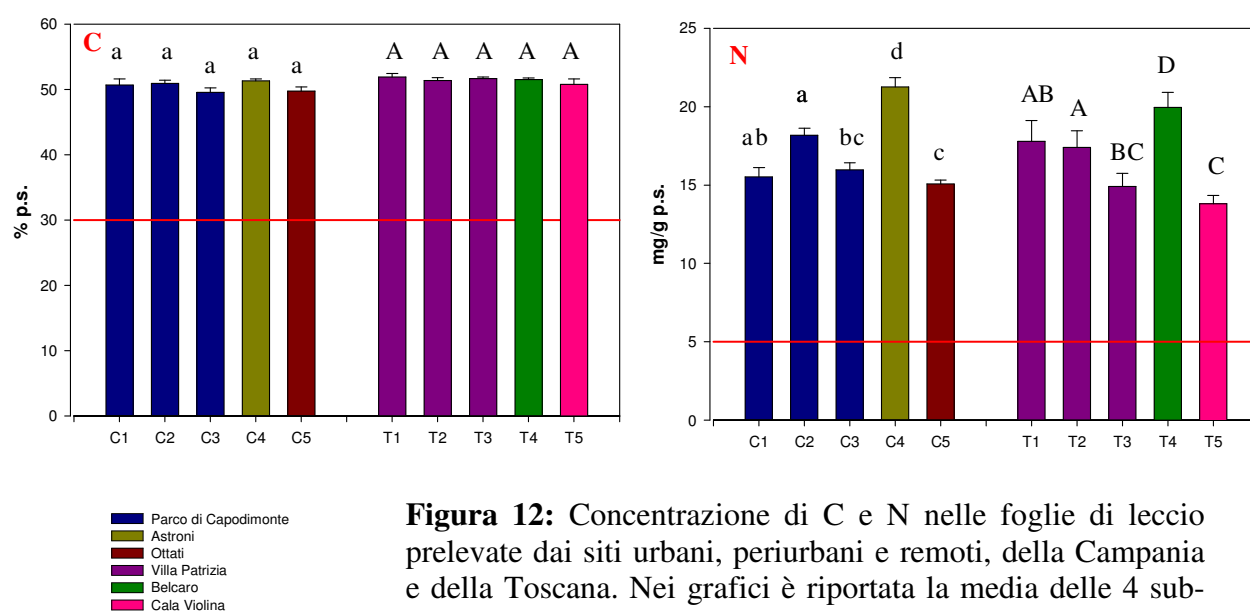 C
a a a a a A A A A A
60
50
40
30
20
10
0
% p.s.
C1 C2 C3 C4 C5 T1 T2 T3 T4 T5
N
ab a bc d c AB A BC D C
25
20
15
10
5
0
mg/g p.s.
C1 C2 C3 C4 C5 T1 T2 T3 T4 T5
Parco di Capodimonte
Astroni
Ottati
Villa Patrizia
Belcaro
Cala Violina
Figura 12: Concentrazione di C e N nelle foglie di leccio
prelevate dai siti urbani, periurbani e remoti, della Campania
e della Toscana. Nei grafici è riportata la media delle 4 sub-